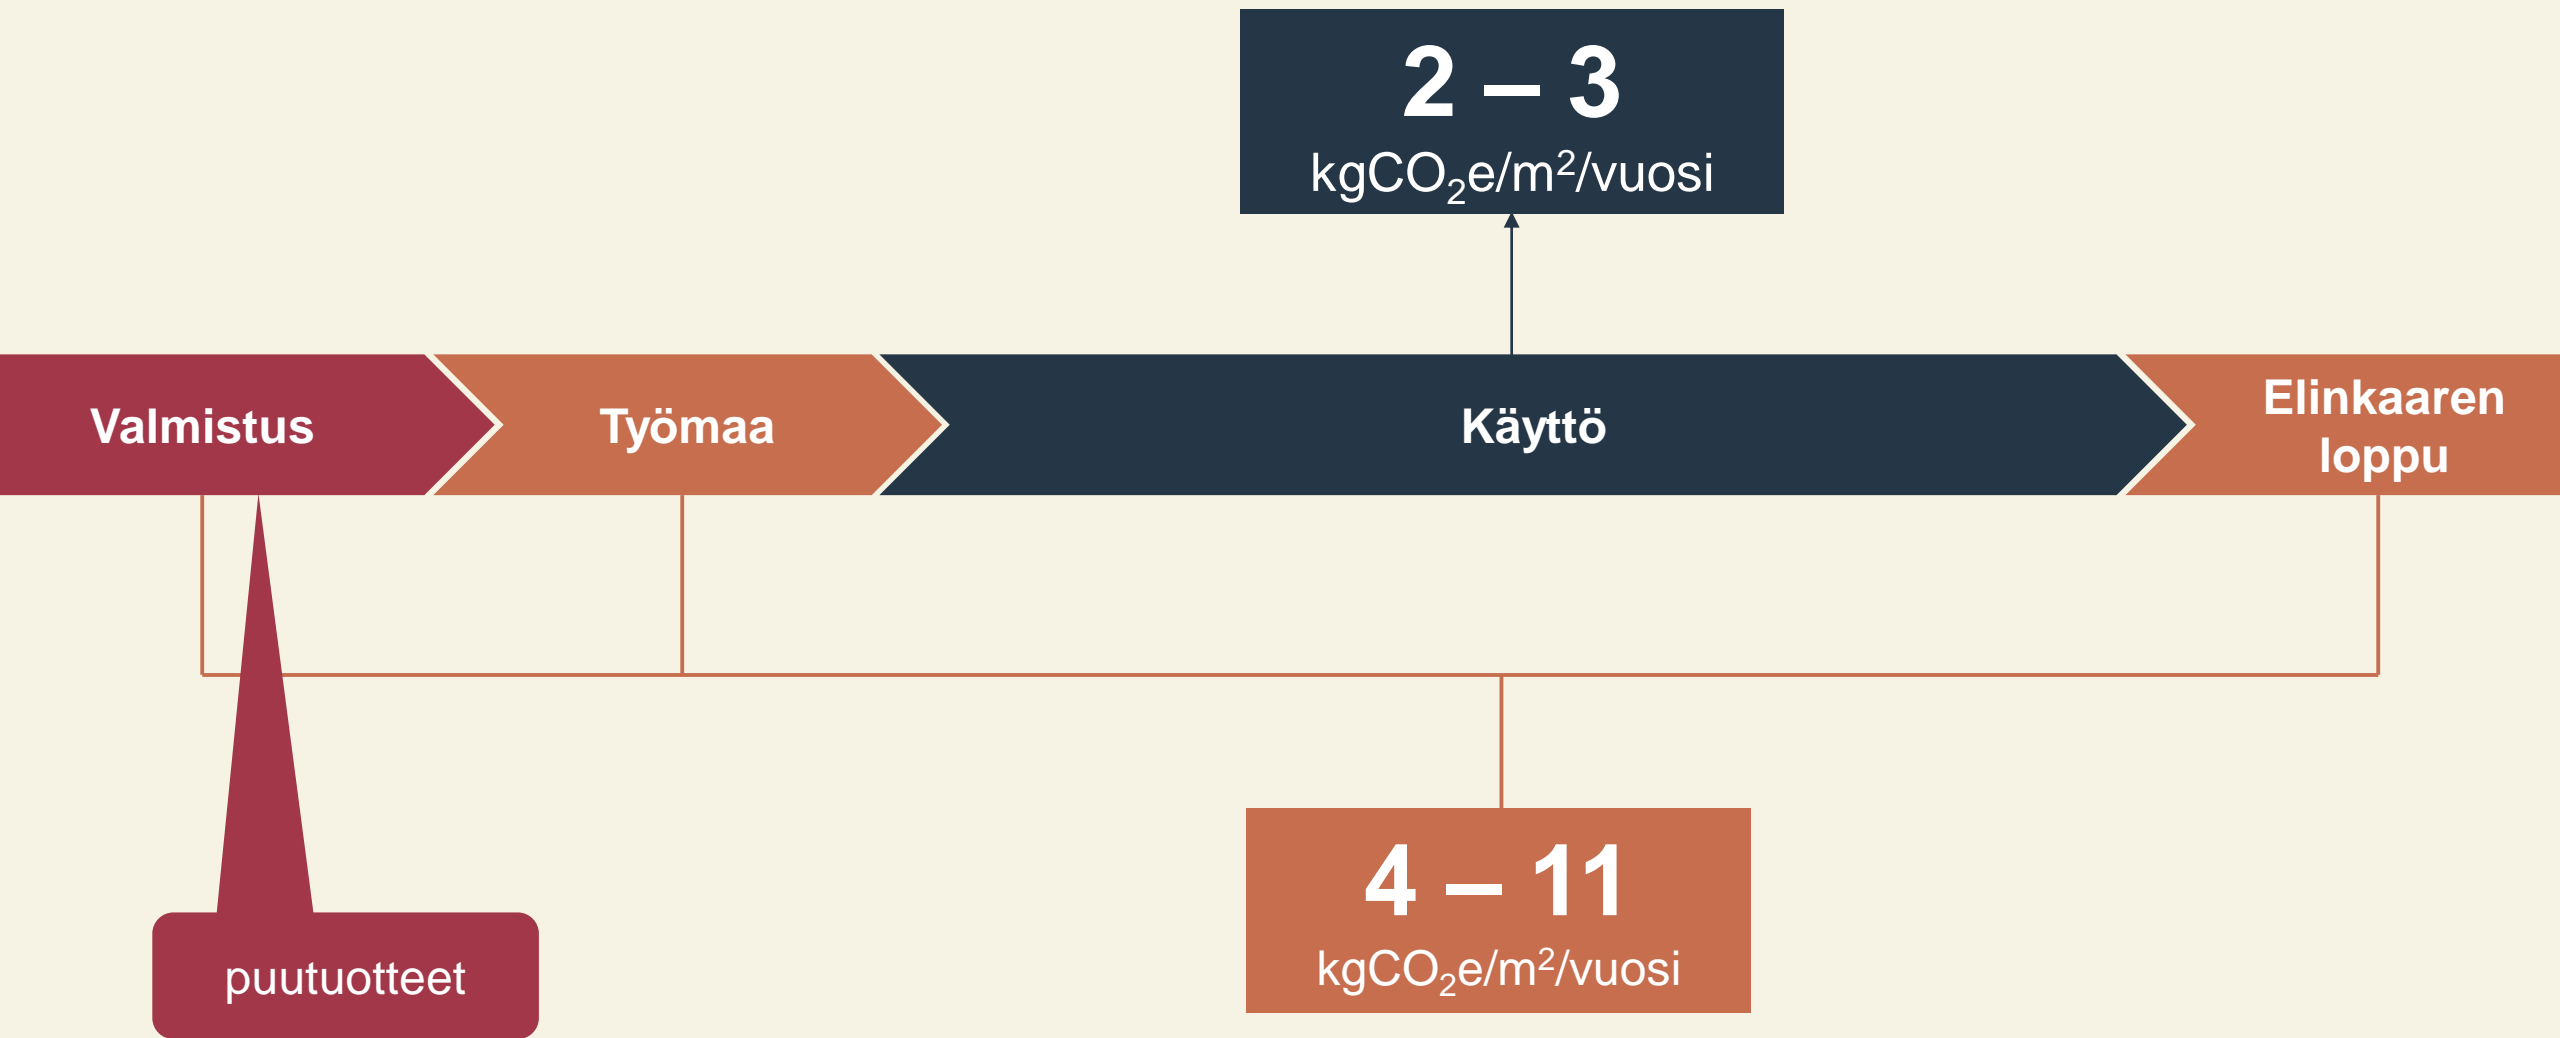 2 – 3
kgCO₂e/m²/vuosi
Valmistus
Työmaa
Käyttö
Elinkaaren
loppu
4 – 11
kgCO₂e/m²/vuosi
puutuotteet